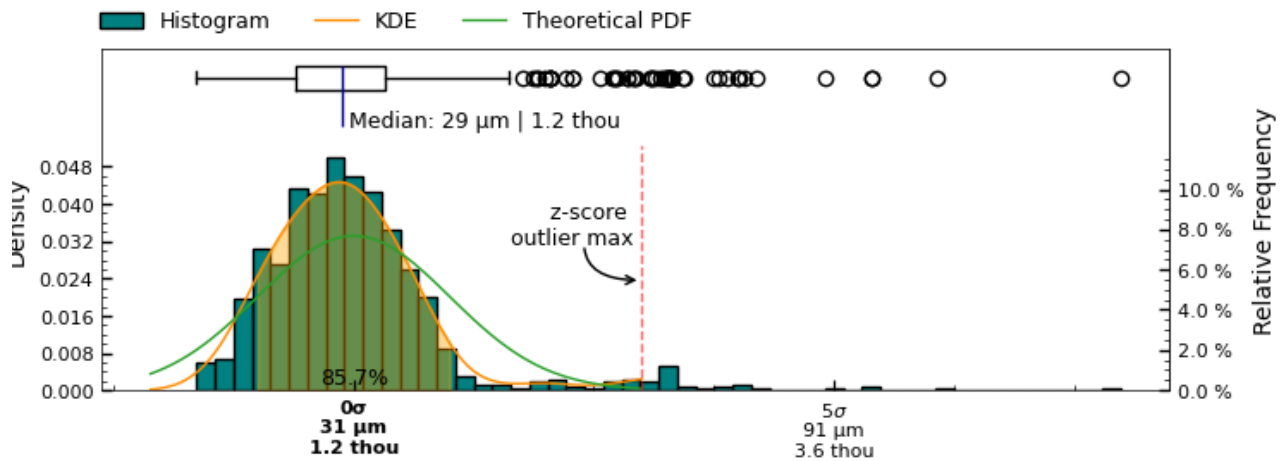 Histogram KDE Theoretical PDF
Median: 29 μm | 1.2 thou
Density
Relative Frequency
0.048
0.040
0.032
0.024
0.016
0.008
0.000
10.0 %
8.0 %
6.0 %
4.0 %
2.0 %
0.0 %
z-score
outlier max
85.7%
0σ
31 μm
1.2 thou
5σ
91 μm
3.6 thou